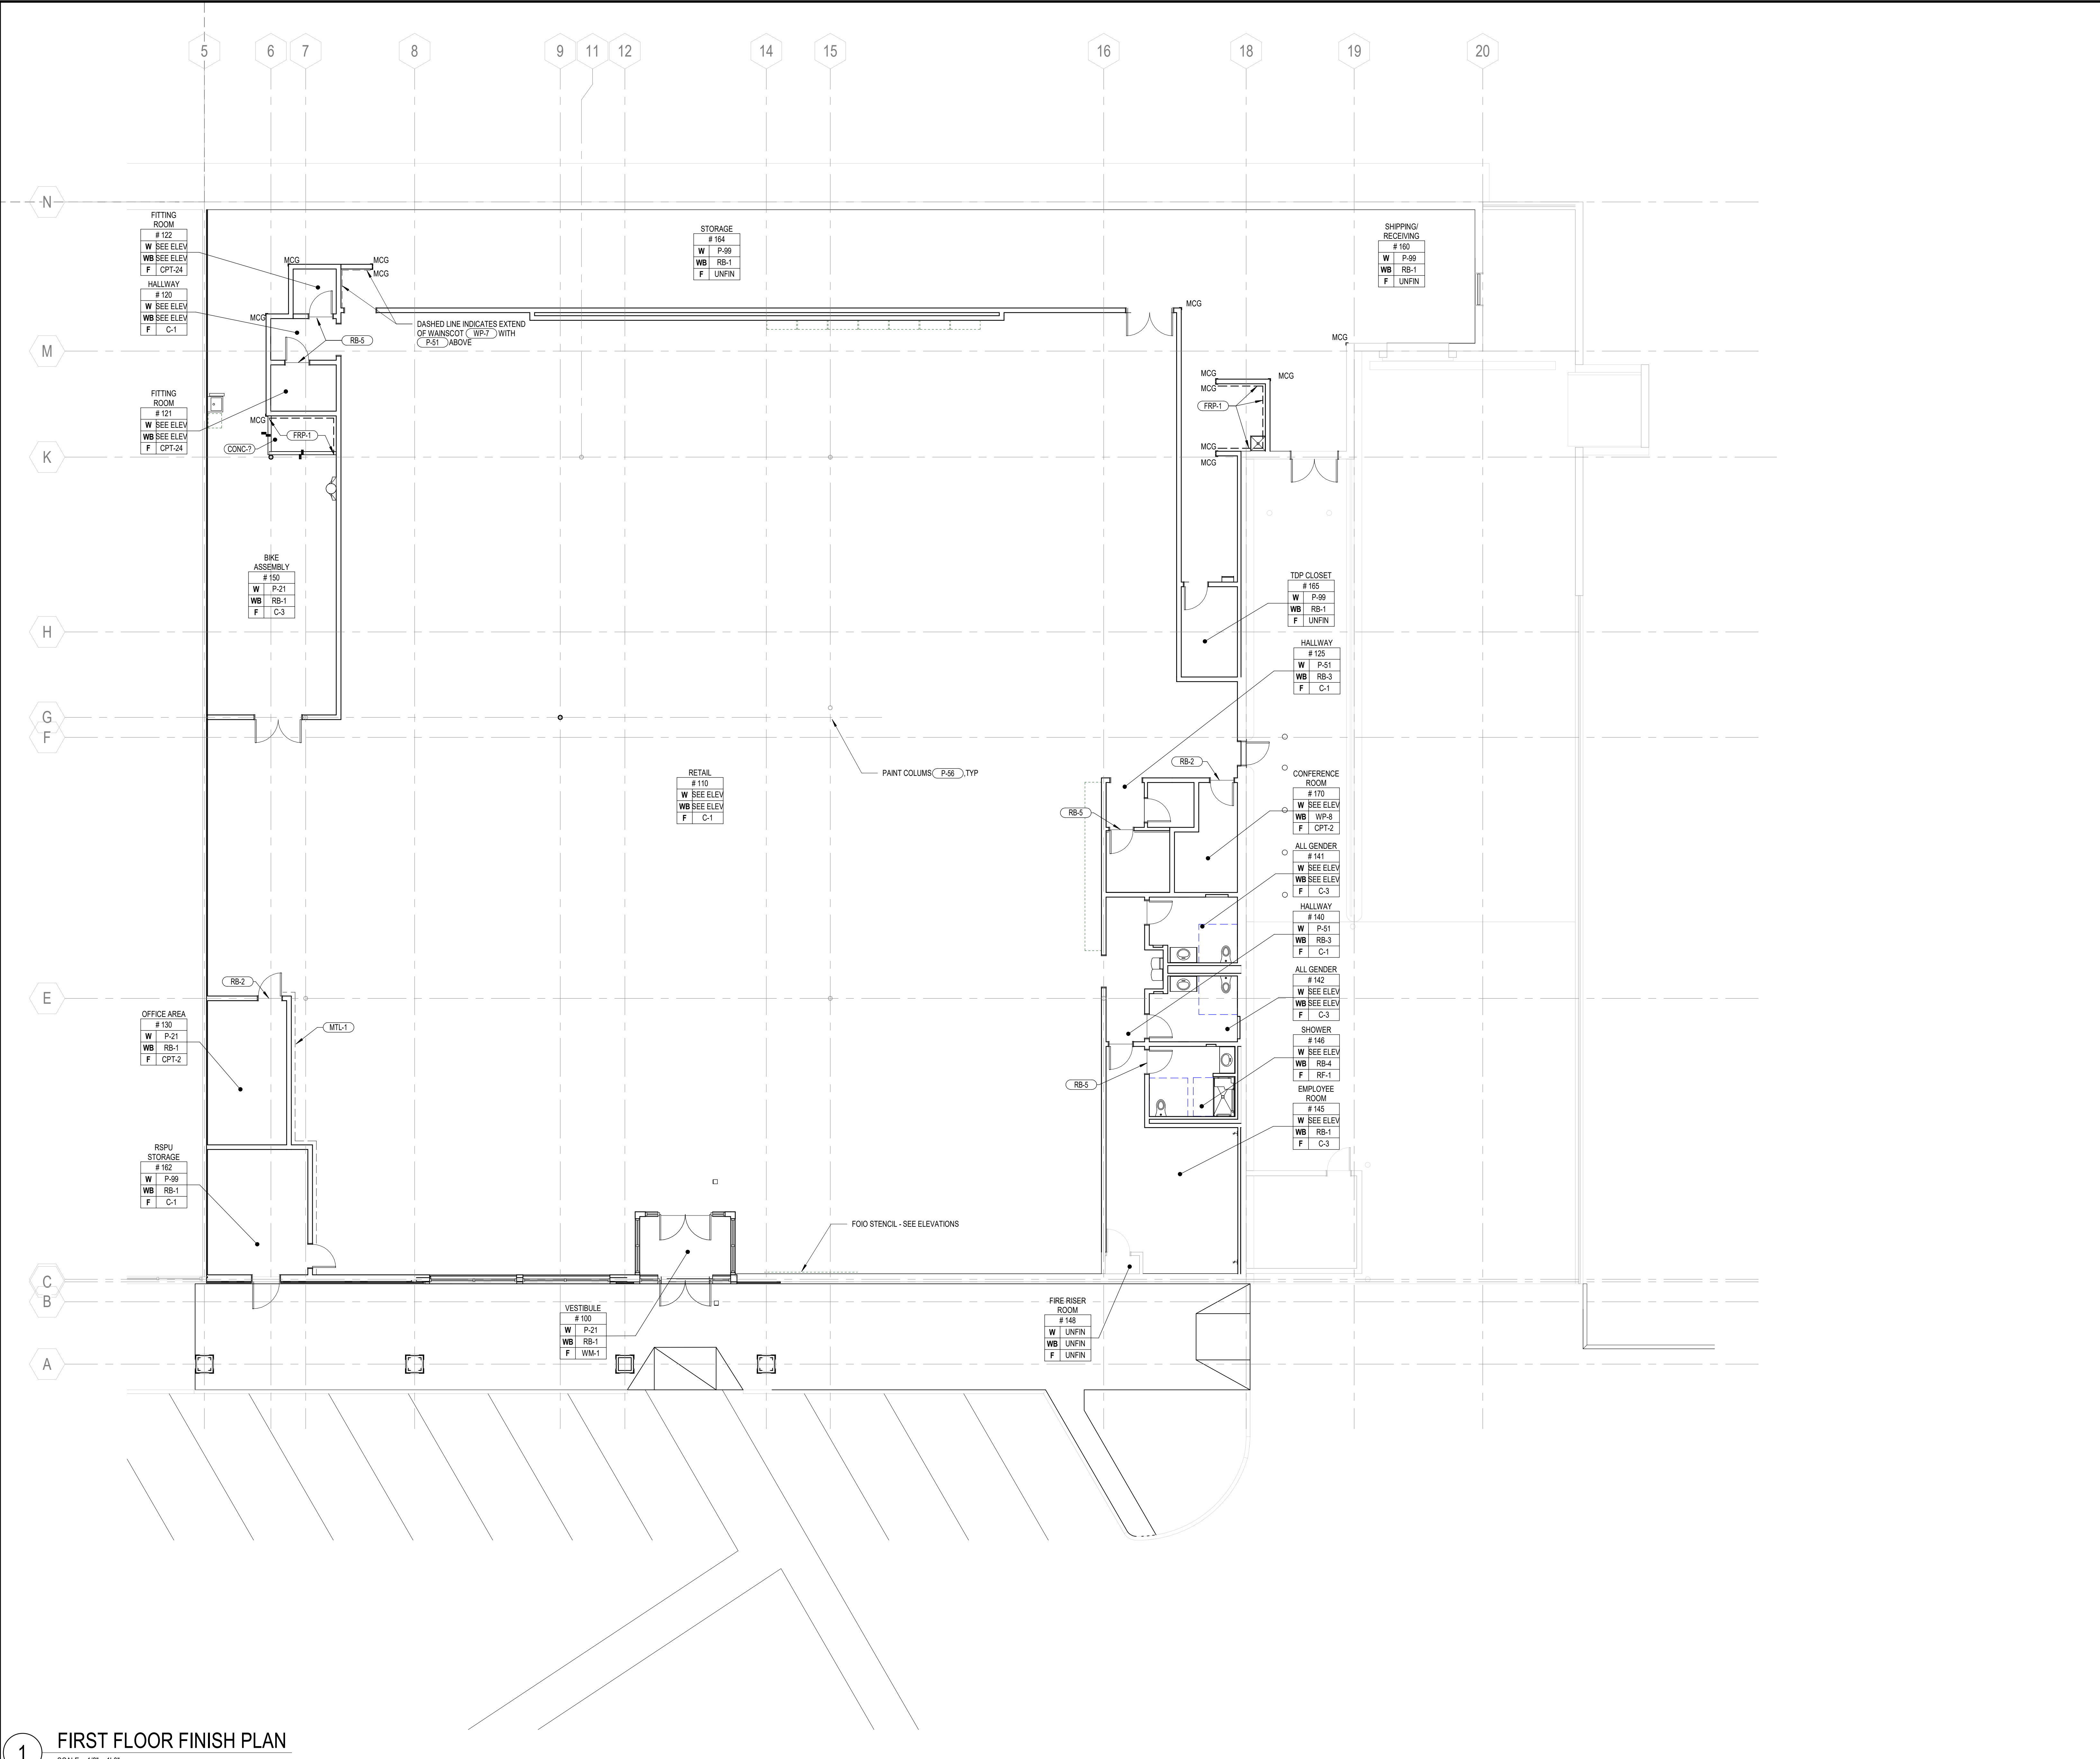 5 6 7 8 9 11 12 14 15 16 18 19 20
N
M
K
H
G
F
E
C
B
A
FITTING
ROOM
# 122
W SEE ELEV
WB SEE ELEV
F CPT-24
HALLWAY
# 120
W SEE ELEV
WB SEE ELEV
F C-1
FITTING
ROOM
# 121
W SEE ELEV
WB SEE ELEV
F CPT-24
MCG
MCG
MCG
MCG
MCG
RB-5
FRP-1
CONC-?
DASHED LINE INDICATES EXTEND
OF WAINSCOT WP-7 WITH
P-51 ABOVE
STORAGE
# 164
W P-99
WB RB-1
F UNFIN
SHIPPING/
RECEIVING
# 160
W P-99
WB RB-1
F UNFIN
MCG
MCG
MCG
MCG
MCG
FRP-1
MCG
MCG
BIKE
ASSEMBLY
# 150
W P-21
WB RB-1
F C-3
TDP CLOSET
# 165
W P-99
WB RB-1
F UNFIN
HALLWAY
# 125
W P-51
WB RB-3
F C-1
RETAIL
# 110
W SEE ELEV
WB SEE ELEV
F C-1
PAINT COLUMS P-56 ,TYP
RB-2
RB-5
CONFERENCE
ROOM
# 170
W SEE ELEV
WB WP-8
F CPT-2
ALL GENDER
# 141
W SEE ELEV
WB SEE ELEV
F C-3
HALLWAY
# 140
W P-51
WB RB-3
F C-1
ALL GENDER
# 142
W SEE ELEV
WB SEE ELEV
F C-3
SHOWER
# 146
W SEE ELEV
WB RB-4
F RF-1
EMPLOYEE
ROOM
# 145
W SEE ELEV
WB RB-1
F C-3
RB-5
RB-2
MTL-1
OFFICE AREA
# 130
W P-21
WB RB-1
F CPT-2
RSPU
STORAGE
# 162
W P-99
WB RB-1
F C-1
FOIO STENCIL - SEE ELEVATIONS
VESTIBULE
# 100
W P-21
WB RB-1
F WM-1
FIRE RISER
ROOM
# 148
W UNFIN
WB UNFIN
F UNFIN
1 FIRST FLOOR FINISH PLAN